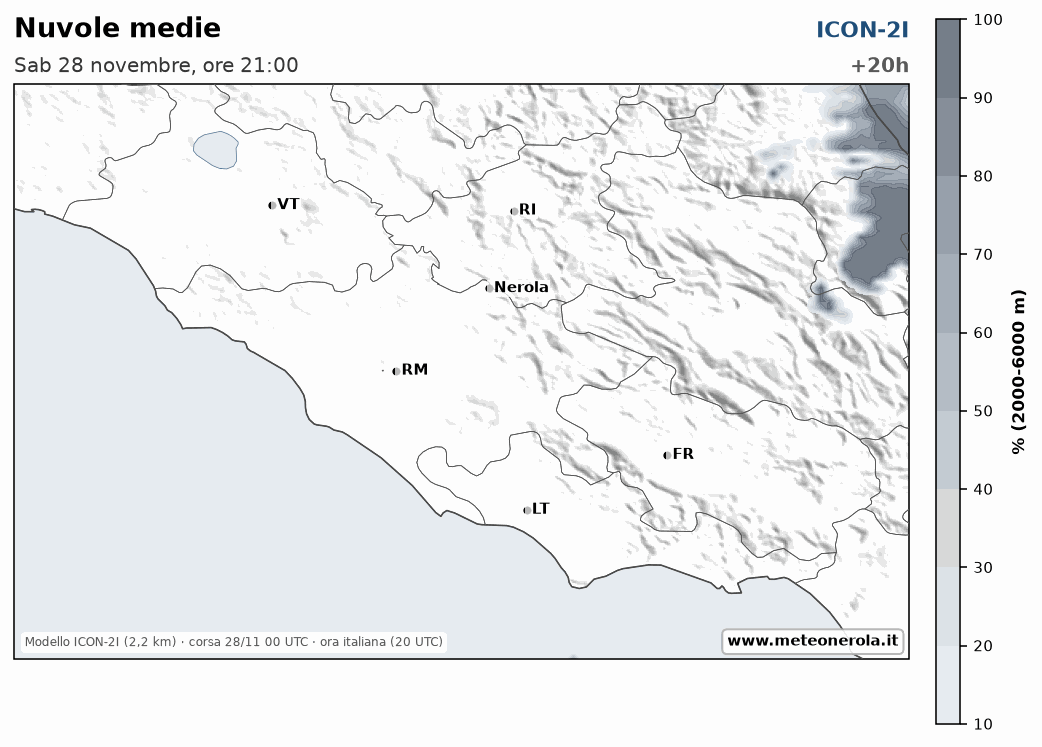 Nuvole medie
ICON-2I
Sab 28 novembre, ore 21:00
+20h
VT
RI
Nerola
RM
FR
LT
Modello ICON-2I (2,2 km) · corsa 28/11 00 UTC · ora italiana (20 UTC)
www.meteonerola.it
100
90
80
70
60
50
40
30
20
10
% (2000-6000 m)